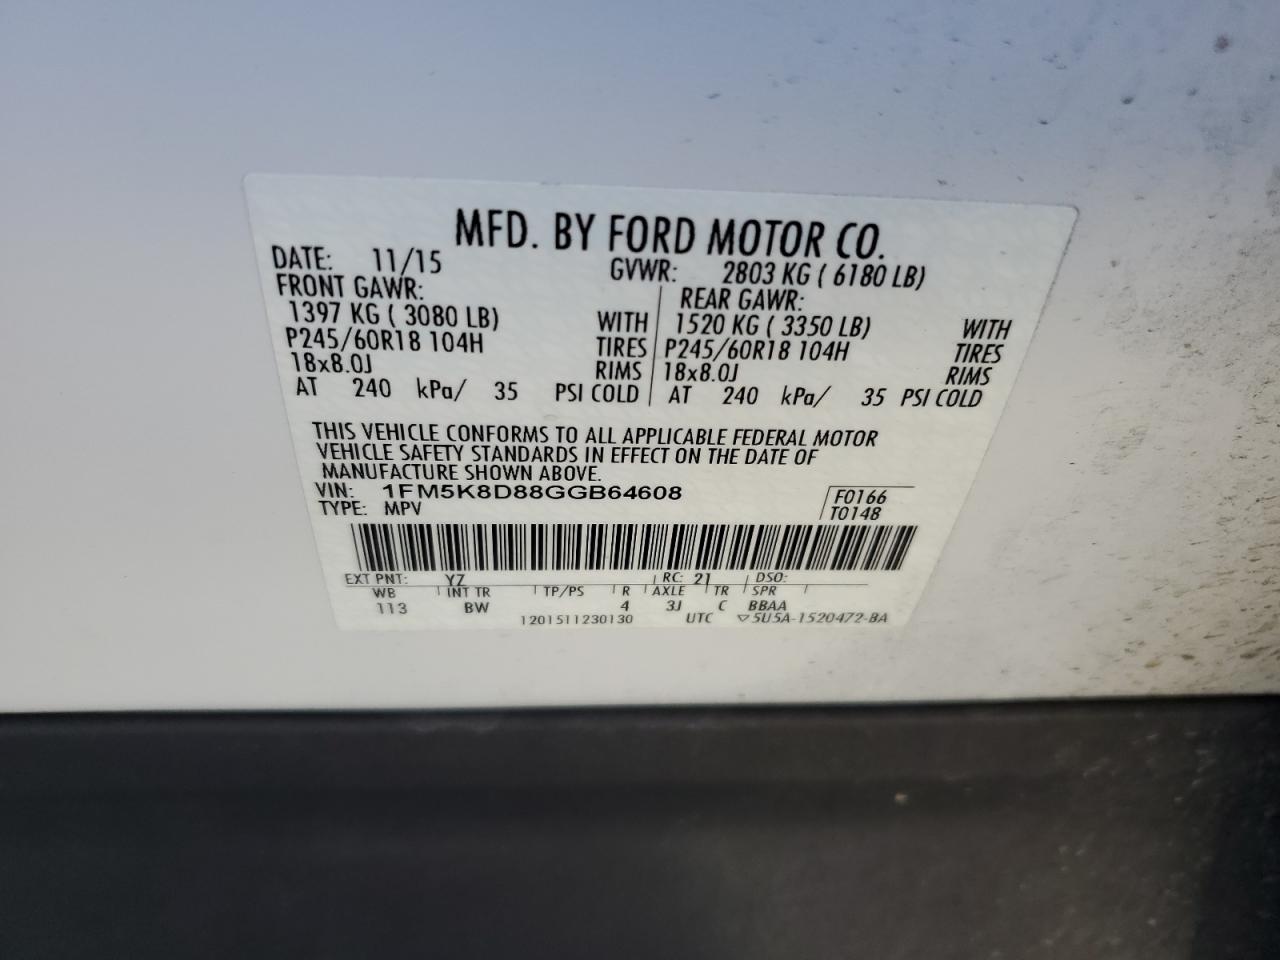 MFD. BY FORD MOTOR CO.
DATE: 11/15 GVWR: 2803 KG ( 6180 LB)
FRONT GAWR: REAR GAWR:
1397 KG ( 3080 LB) WITH 1520 KG ( 3350 LB) WITH
P245/60R18 104H TIRES P245/60R18 104H TIRES
18x8.0J RIMS 18x8.0J RIMS
AT 240 kPa/ 35 PSI COLD AT 240 kPa/ 35 PSI COLD
THIS VEHICLE CONFORMS TO ALL APPLICABLE FEDERAL MOTOR
VEHICLE SAFETY STANDARDS IN EFFECT ON THE DATE OF
MANUFACTURE SHOWN ABOVE.
VIN: 1FM5K8D88GGB64608 F0166
TYPE: MPV T0148
EXT PNT: YZ RC: 21 DSO:
WB INT TR TP/PS R AXLE TR SPR
113 BW 4 3J C BBAA
1201511230130 UTC ▽5U5A-1520472-BA